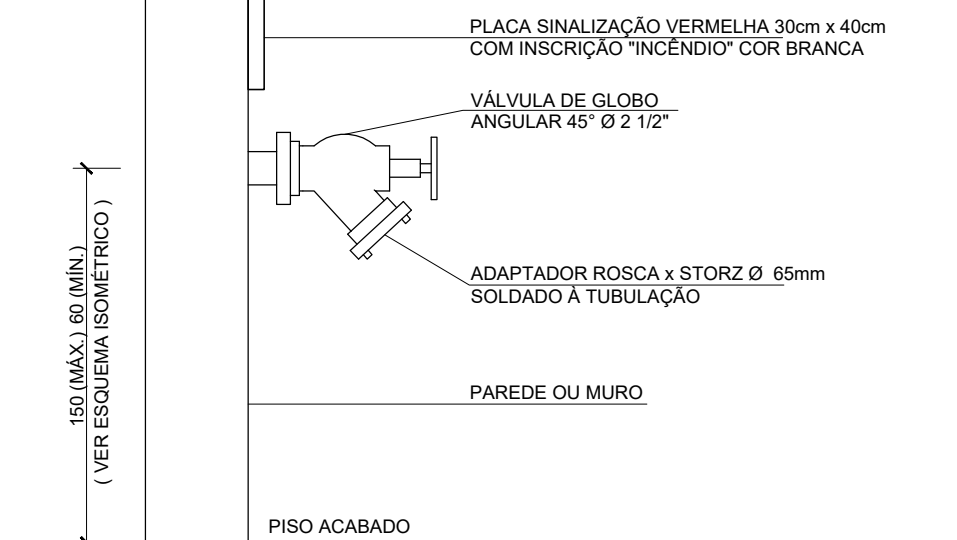 PLACA SINALIZAÇÃO VERMELHA 30cm x 40cm
COM INSCRIÇÃO "INCÊNDIO" COR BRANCA
VÁLVULA DE GLOBO
ANGULAR 45° Ø 2 1/2"
150 (MÁX.) 60 (MÍN.)
( VER ESQUEMA ISOMÉTRICO )
ADAPTADOR ROSCA x STORZ Ø 65mm
SOLDADO À TUBULAÇÃO
PAREDE OU MURO
PISO ACABADO